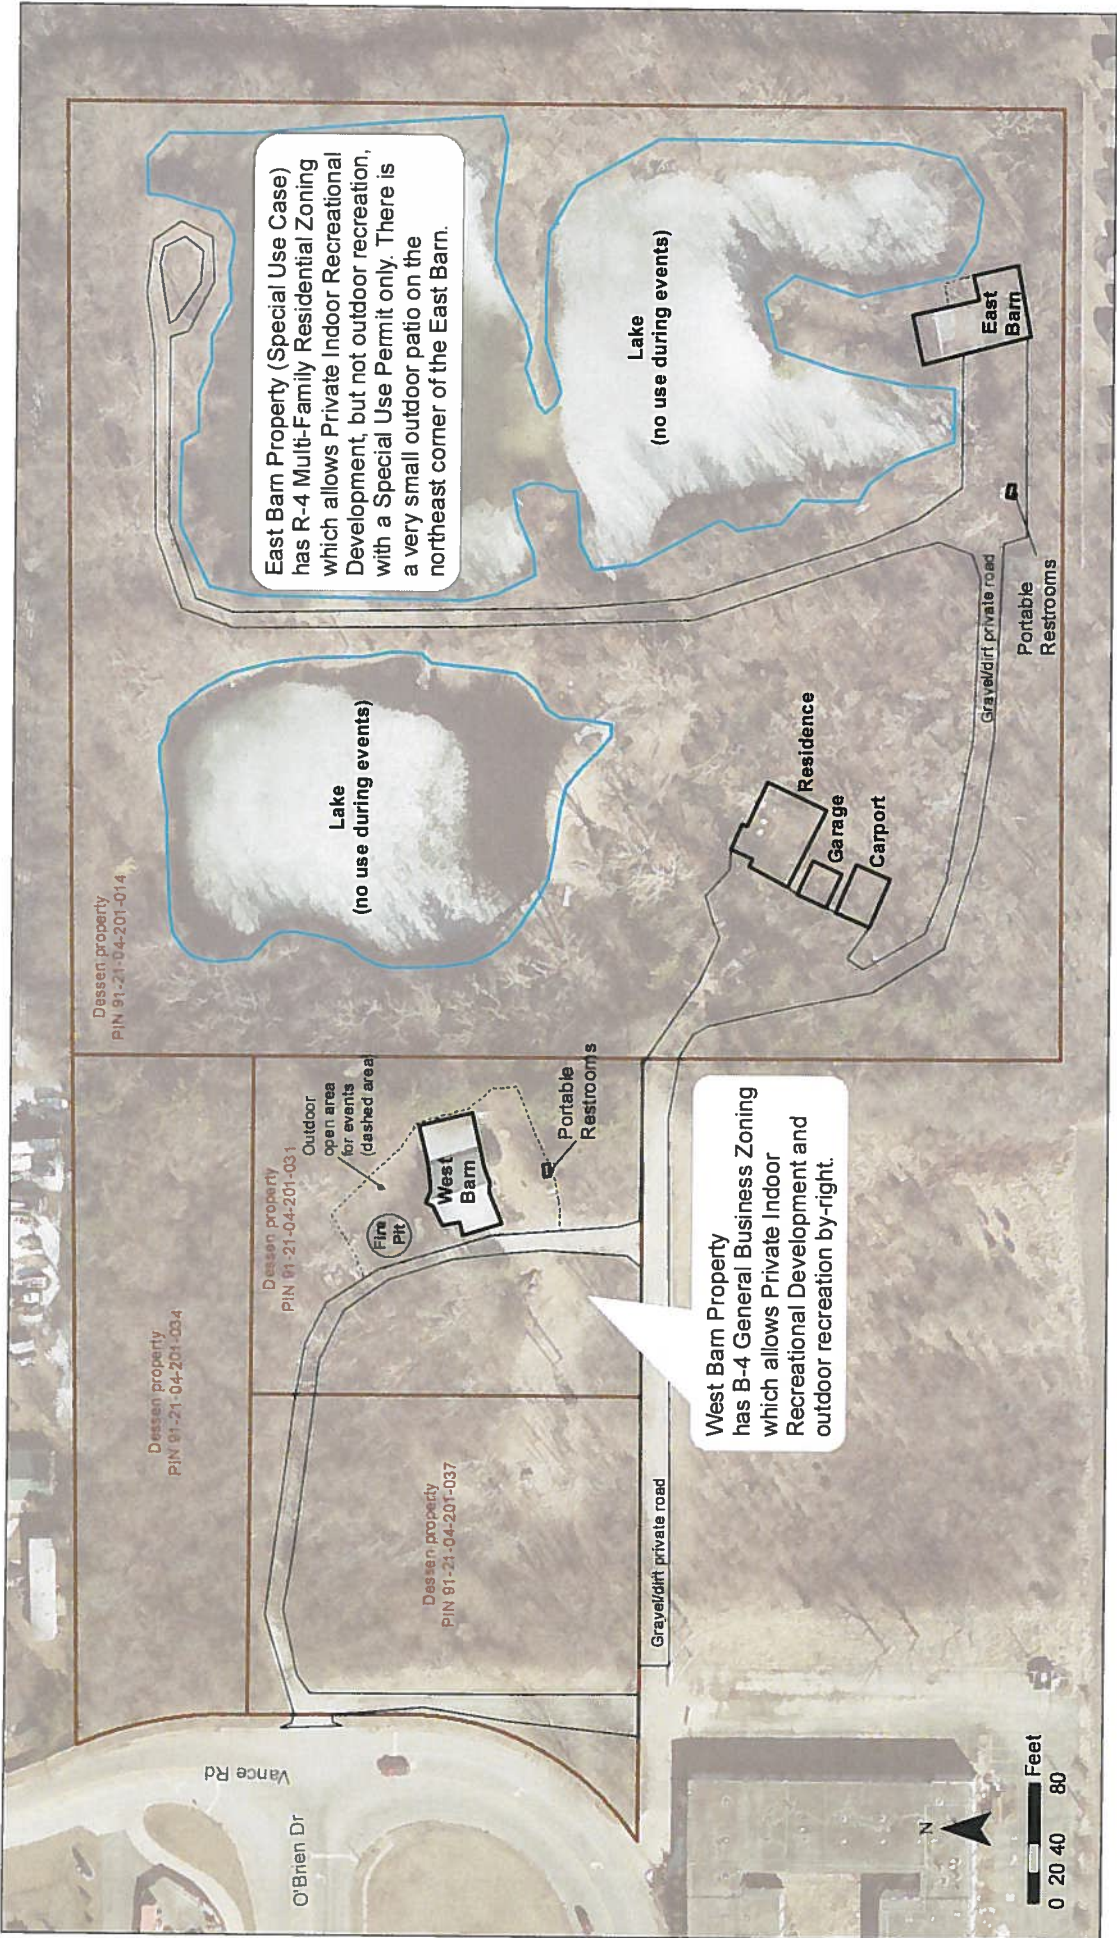 Dessen property
PIN 91-21-04-201-014
Dessen property
PIN 91-21-04-201-034
Dessen property
PIN 91-21-04-201-031
Dessen property
PIN 91-21-04-201-037
East Barn Property (Special Use Case)
has R-4 Multi-Family Residential Zoning
which allows Private Indoor Recreational
Development, but not outdoor recreation,
with a Special Use Permit only. There is
a very small outdoor patio on the
northeast corner of the East Barn.
Lake
(no use during events)
Lake
(no use during events)
Outdoor
open area
for events
(dashed area)
Fire
Pit
West
Barn
Portable
Restrooms
West Barn Property
has B-4 General Business Zoning
which allows Private Indoor
Recreational Development and
outdoor recreation by-right.
Residence
Garage
Carport
East
Barn
Portable
Restrooms
Gravel/dirt private road
Gravel/dirt private road
Vance Rd
O'Brien Dr
N
Feet
0 20 40 80